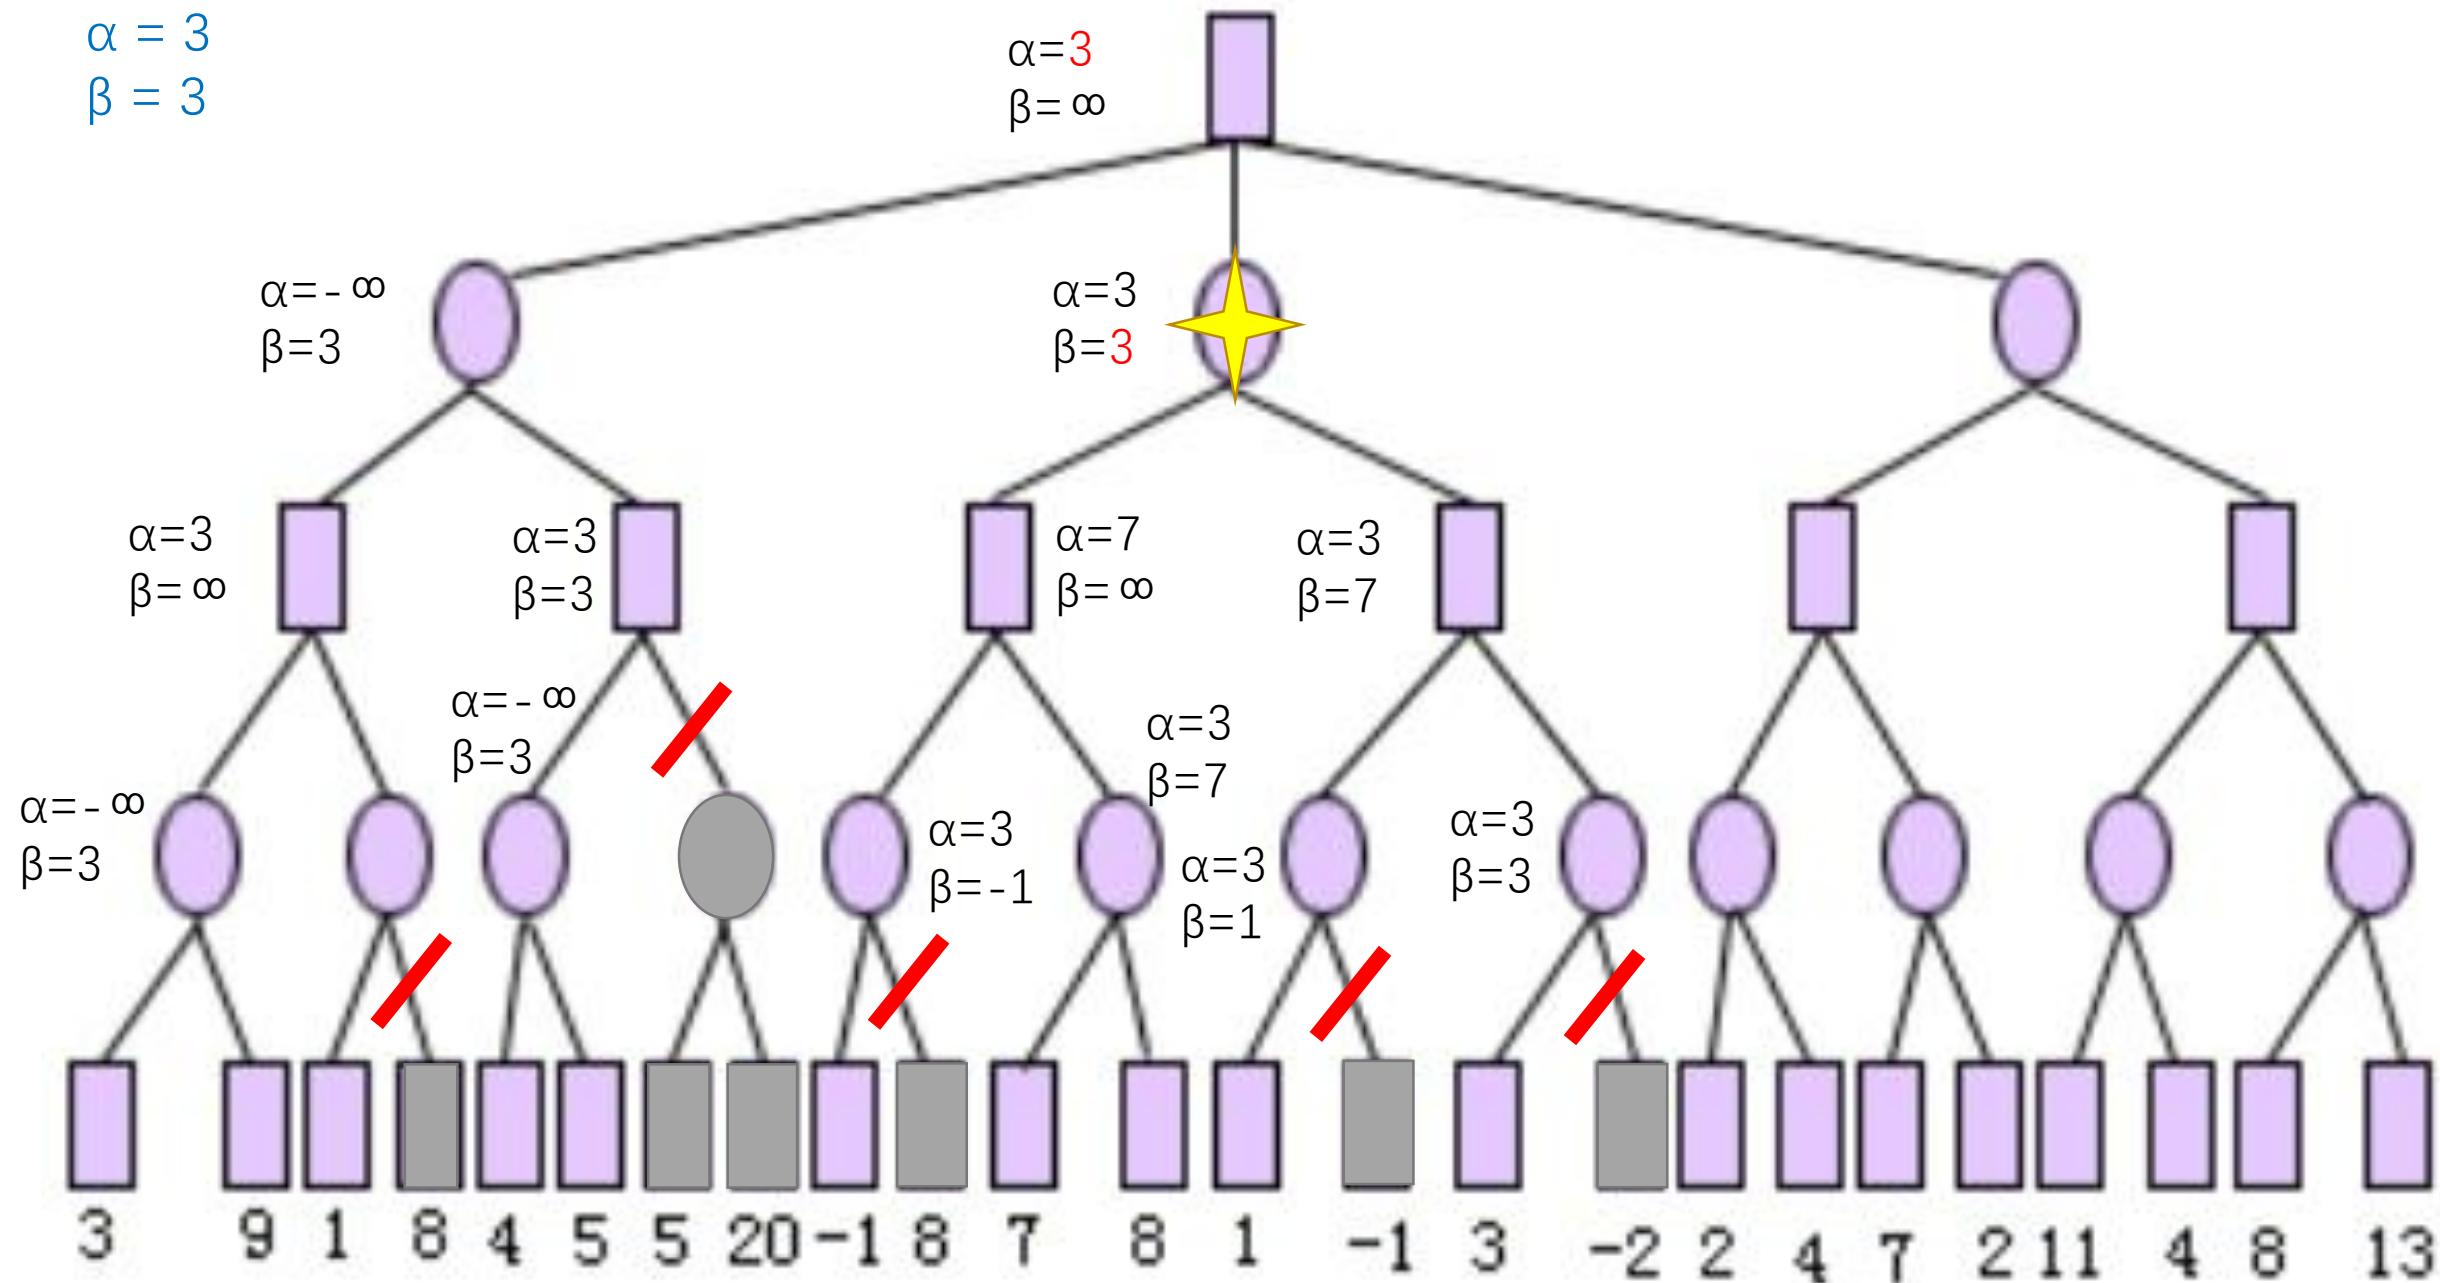 α = 3
β = 3
α=3
β=∞
α=-∞
β=3
α=3
β=3
α=3
β=∞
α=3
β=3
α=7
β=∞
α=3
β=7
α=-∞
β=3
α=3
β=7
α=-∞
β=3
α=3
β=-1
α=3
β=1
α=3
β=3
3 9 1 8 4 5 5 20 -1 8 7 8 1 -1 3 -2 2 4 7 2 11 4 8 13